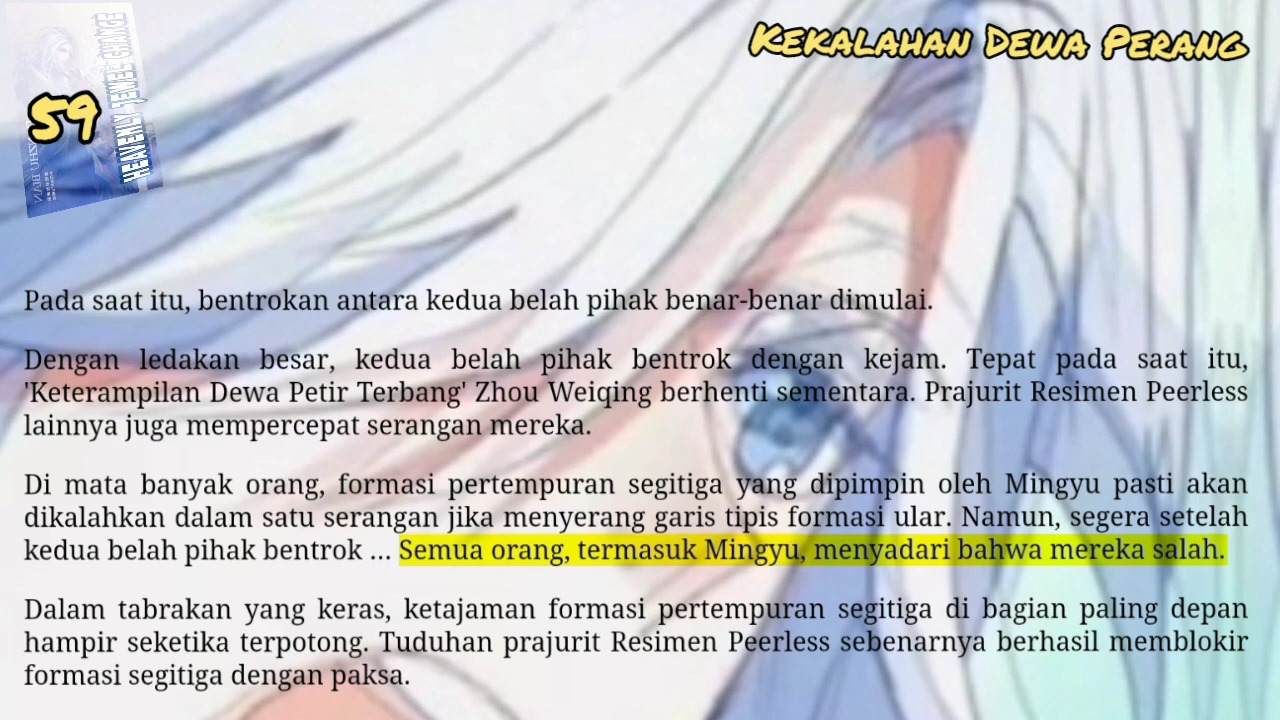 Kekalahan Dewa Perang
59
HEAVENLY JEWEL CHANGE
Pada saat itu, bentrokan antara kedua belah pihak benar-benar dimulai.
Dengan ledakan besar, kedua belah pihak bentrok dengan kejam. Tepat pada saat itu,
'Keterampilan Dewa Petir Terbang' Zhou Weiqing berhenti sementara. Prajurit Resimen Peerless
lainnya juga mempercepat serangan mereka.
Di mata banyak orang, formasi pertempuran segitiga yang dipimpin oleh Mingyu pasti akan
dikalahkan dalam satu serangan jika menyerang garis tipis formasi ular. Namun, segera setelah
kedua belah pihak bentrok ... Semua orang, termasuk Mingyu, menyadari bahwa mereka salah.
Dalam tabrakan yang keras, ketajaman formasi pertempuran segitiga di bagian paling depan
hampir seketika terpotong. Tuduhan prajurit Resimen Peerless sebenarnya berhasil memblokir
formasi segitiga dengan paksa.